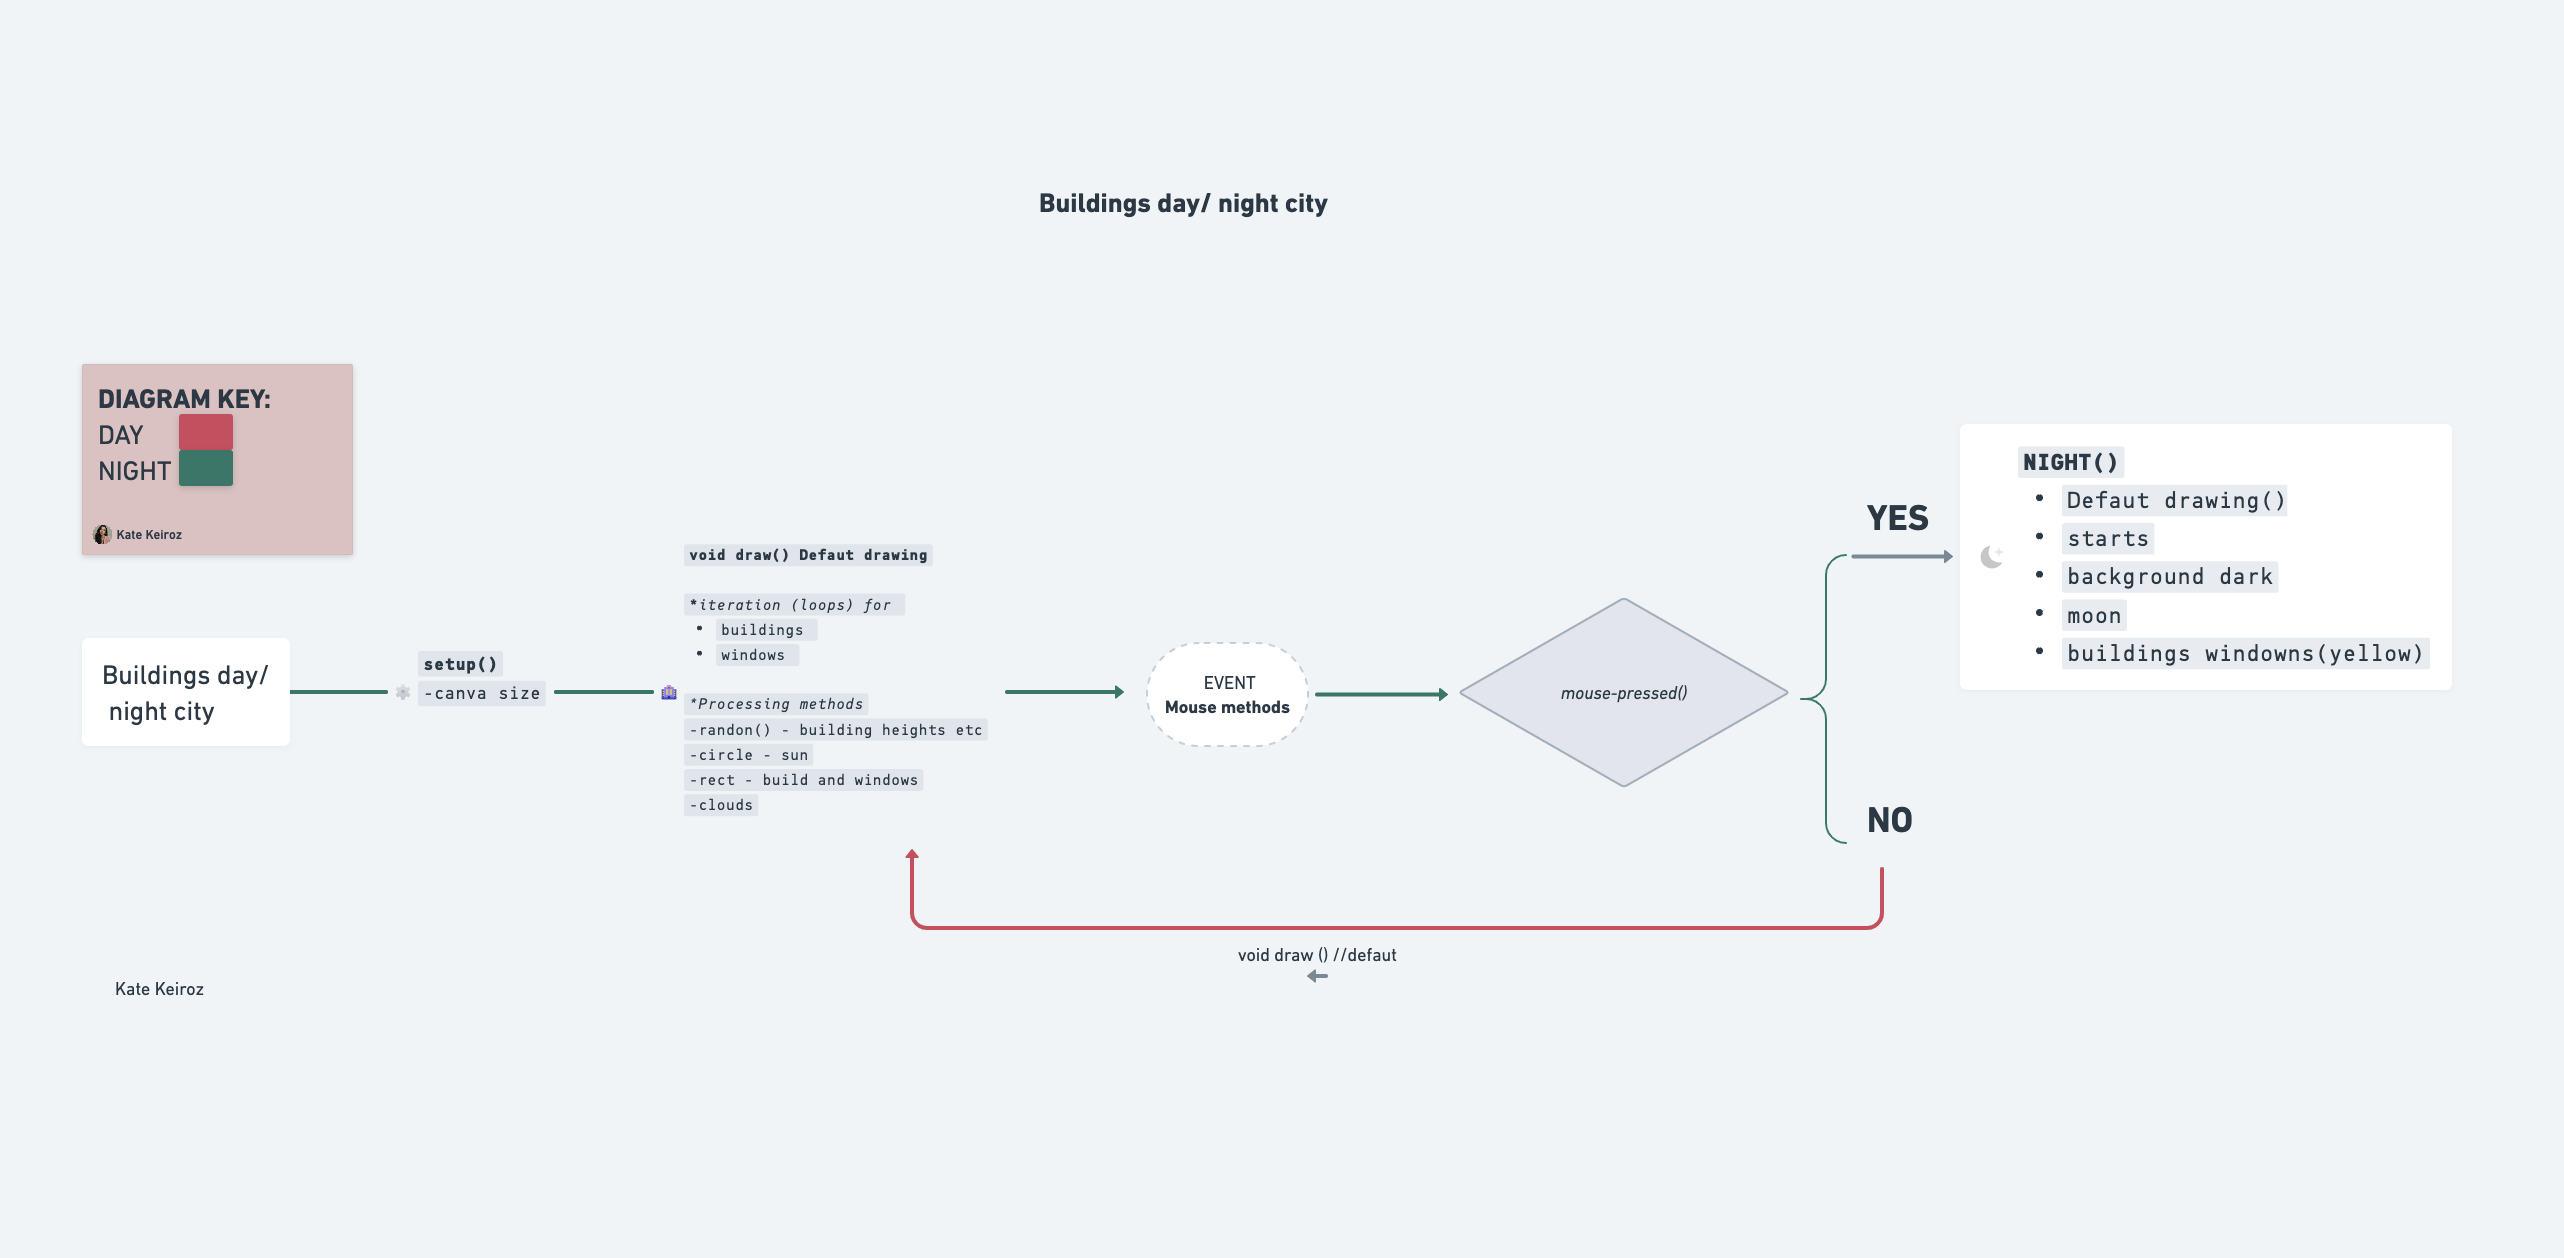 Buildings day/ night city
DIAGRAM KEY:
DAY
NIGHT
Kate Keiroz
Buildings day/
night city
setup()
-canva size
void draw() Defaut drawing
*iteration (loops) for
• buildings
• windows
*Processing methods
-randon() - building heights etc
-circle - sun
-rect - build and windows
-clouds
EVENT
Mouse methods
mouse-pressed()
YES
NO
NIGHT()
• Defaut drawing()
• starts
• background dark
• moon
• buildings windowns(yellow)
void draw () //defaut
Kate Keiroz